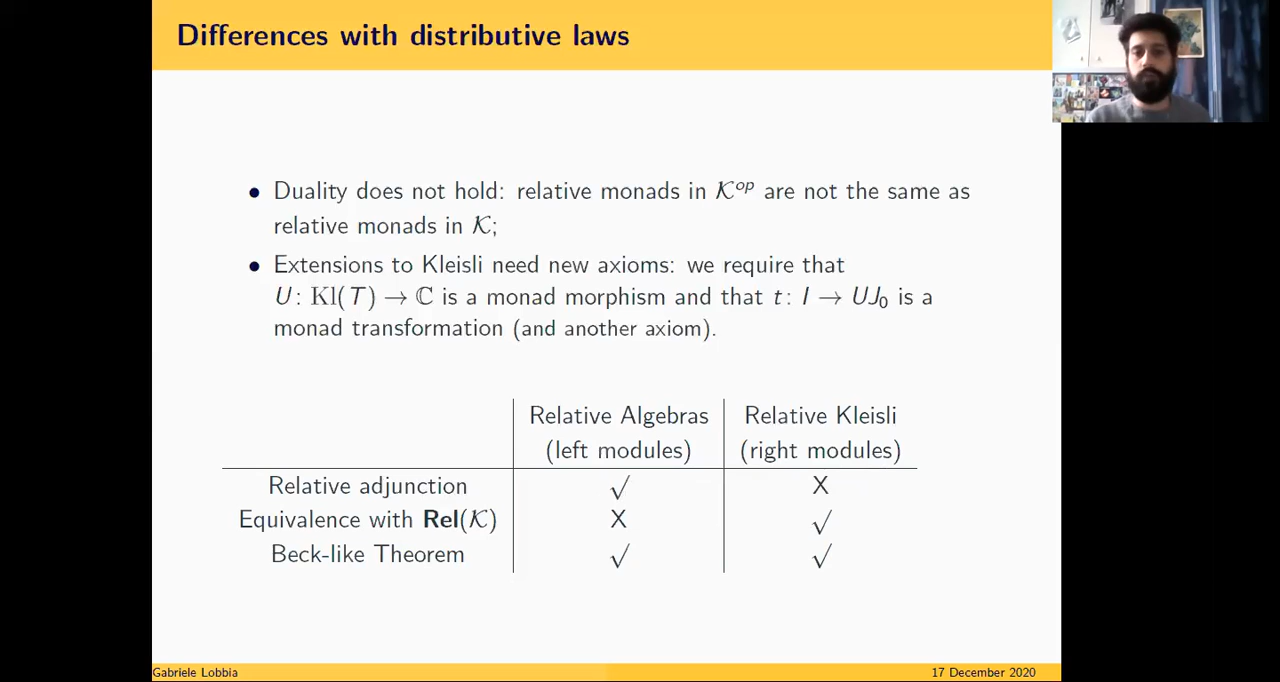 Differences with distributive laws
• Duality does not hold: relative monads in 𝒦ᵒᵖ are not the same as
relative monads in 𝒦;
• Extensions to Kleisli need new axioms: we require that
U: Kl(T) → ℂ is a monad morphism and that t: I → UJ₀ is a
monad transformation (and another axiom).
Relative Algebras Relative Kleisli
(left modules) (right modules)
Relative adjunction √ X
Equivalence with Rel(𝒦) X √
Beck-like Theorem √ √
Gabriele Lobbia 17 December 2020